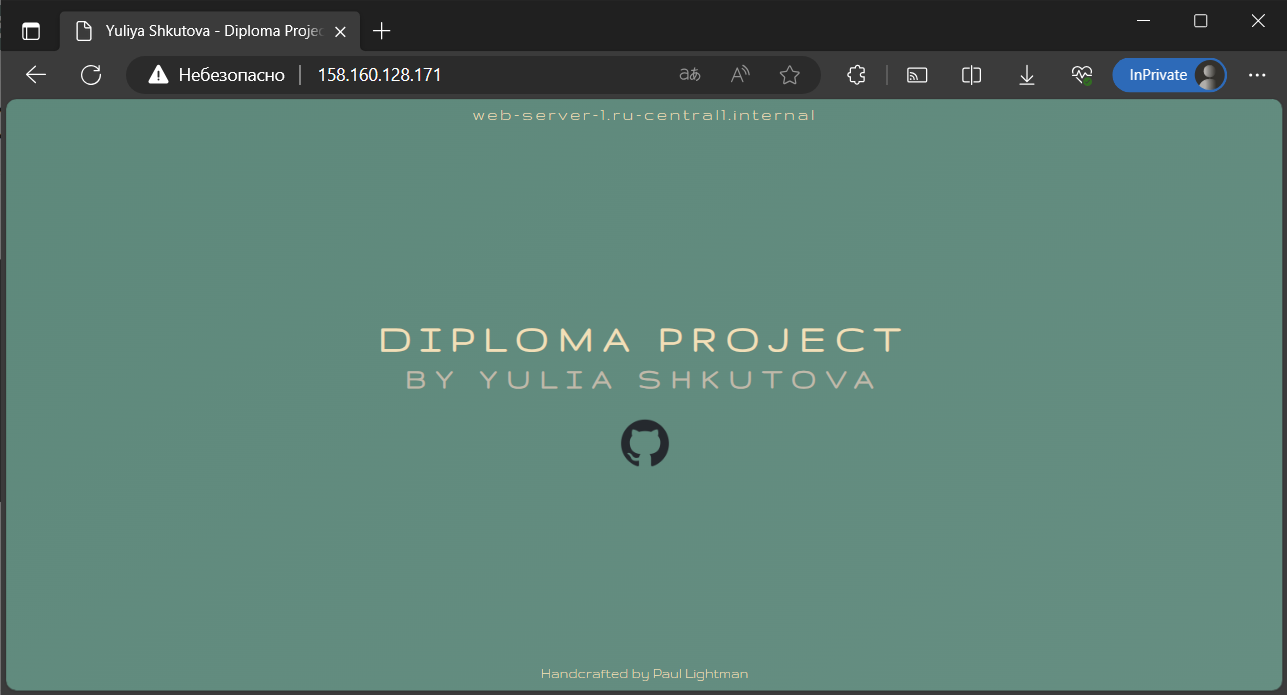 Yuliya Shkutova - Diploma Projec
Небезопасно | 158.160.128.171
InPrivate
web-server-1.ru-central1.internal
DIPLOMA PROJECT
BY YULIA SHKUTOVA
Handcrafted by Paul Lightman